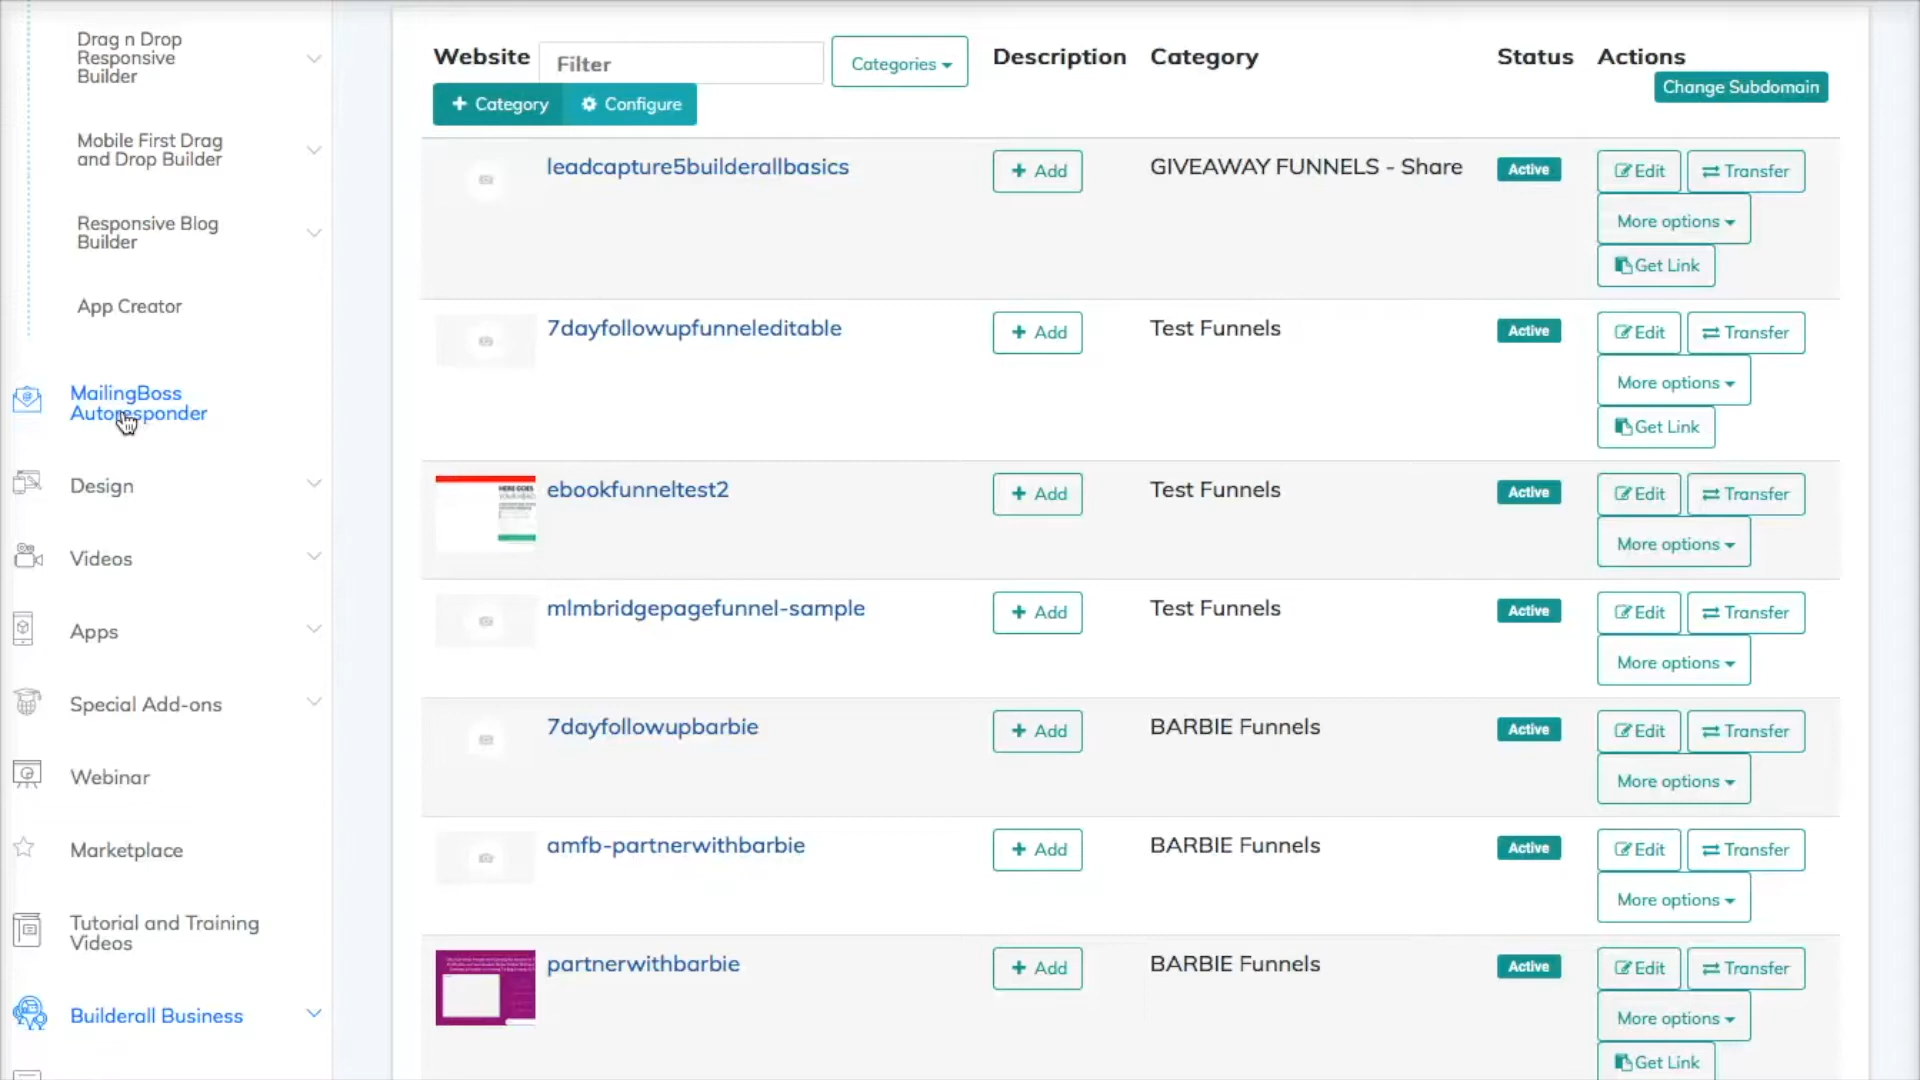 Drag n Drop
Responsive
Builder
Mobile First Drag
and Drop Builder
Responsive Blog
Builder
App Creator
MailingBoss
Autoresponder
Design
Videos
Apps
Special Add-ons
Webinar
Marketplace
Tutorial and Training
Videos
Builderall Business
Website Filter Categories Description Category Status Actions
Change Subdomain
+ Category Configure
leadcapture5builderallbasics + Add GIVEAWAY FUNNELS - Share Active Edit Transfer
More options
Get Link
7dayfollowupfunneleditable + Add Test Funnels Active Edit Transfer
More options
Get Link
HERE GOES
ebookfunneltest2 + Add Test Funnels Active Edit Transfer
More options
mlmbridgepagefunnel-sample + Add Test Funnels Active Edit Transfer
More options
7dayfollowupbarbie + Add BARBIE Funnels Active Edit Transfer
More options
amfb-partnerwithbarbie + Add BARBIE Funnels Active Edit Transfer
More options
partnerwithbarbie + Add BARBIE Funnels Active Edit Transfer
More options
Get Link